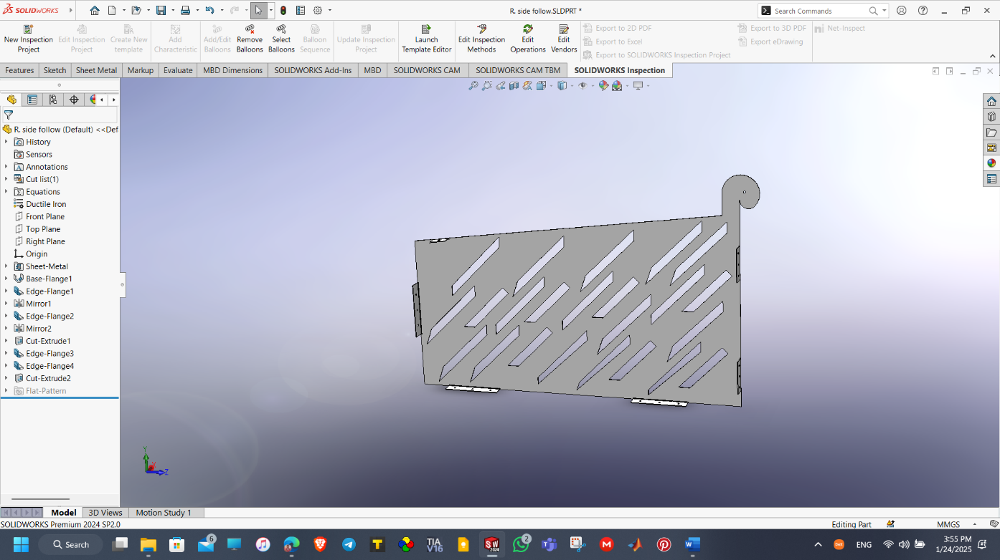 SOLIDWORKS
R. side follow.SLDPRT *
Search Commands
New Inspection
Project
Edit Inspection
Project
Create New
template
Add
Characteristic
Add/Edit
Balloons
Remove
Balloons
Select
Balloons
Balloon
Sequence
Update Inspection
Project
Launch
Template Editor
Edit Inspection
Methods
Edit
Operations
Edit
Vendors
Export to 2D PDF
Export to Excel
Export to SOLIDWORKS Inspection Project
Export to 3D PDF
Export eDrawing
Net-Inspect
Features
Sketch
Sheet Metal
Markup
Evaluate
MBD Dimensions
SOLIDWORKS Add-Ins
MBD
SOLIDWORKS CAM
SOLIDWORKS CAM TBM
SOLIDWORKS Inspection
R. side follow (Default) <<Def
History
Sensors
Annotations
Cut list(1)
Equations
Ductile Iron
Front Plane
Top Plane
Right Plane
Origin
Sheet-Metal
Base-Flange1
Edge-Flange1
Mirror1
Edge-Flange2
Mirror2
Cut-Extrude1
Edge-Flange3
Edge-Flange4
Cut-Extrude2
Flat-Pattern
Y
X
Z
Model
3D Views
Motion Study 1
SOLIDWORKS Premium 2024 SP2.0
Editing Part
MMGS
Search
6
T
TIA
V16
SW
2024
2
M
W
DeX
ENG
3:55 PM
1/24/2025